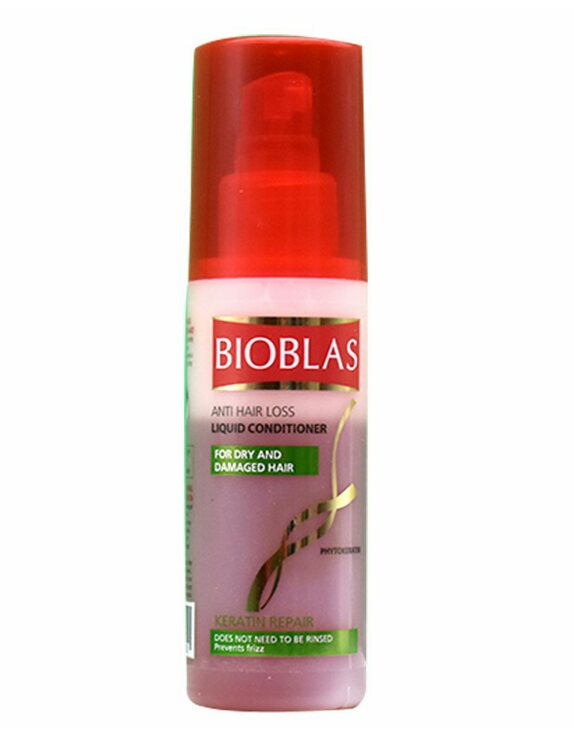 BIOBLAS
ANTI HAIR LOSS
LIQUID CONDITIONER
FOR DRY AND
DAMAGED HAIR
PHYTOKERATIN
KERATIN REPAIR
DOES NOT NEED TO BE RINSED
Prevents frizz